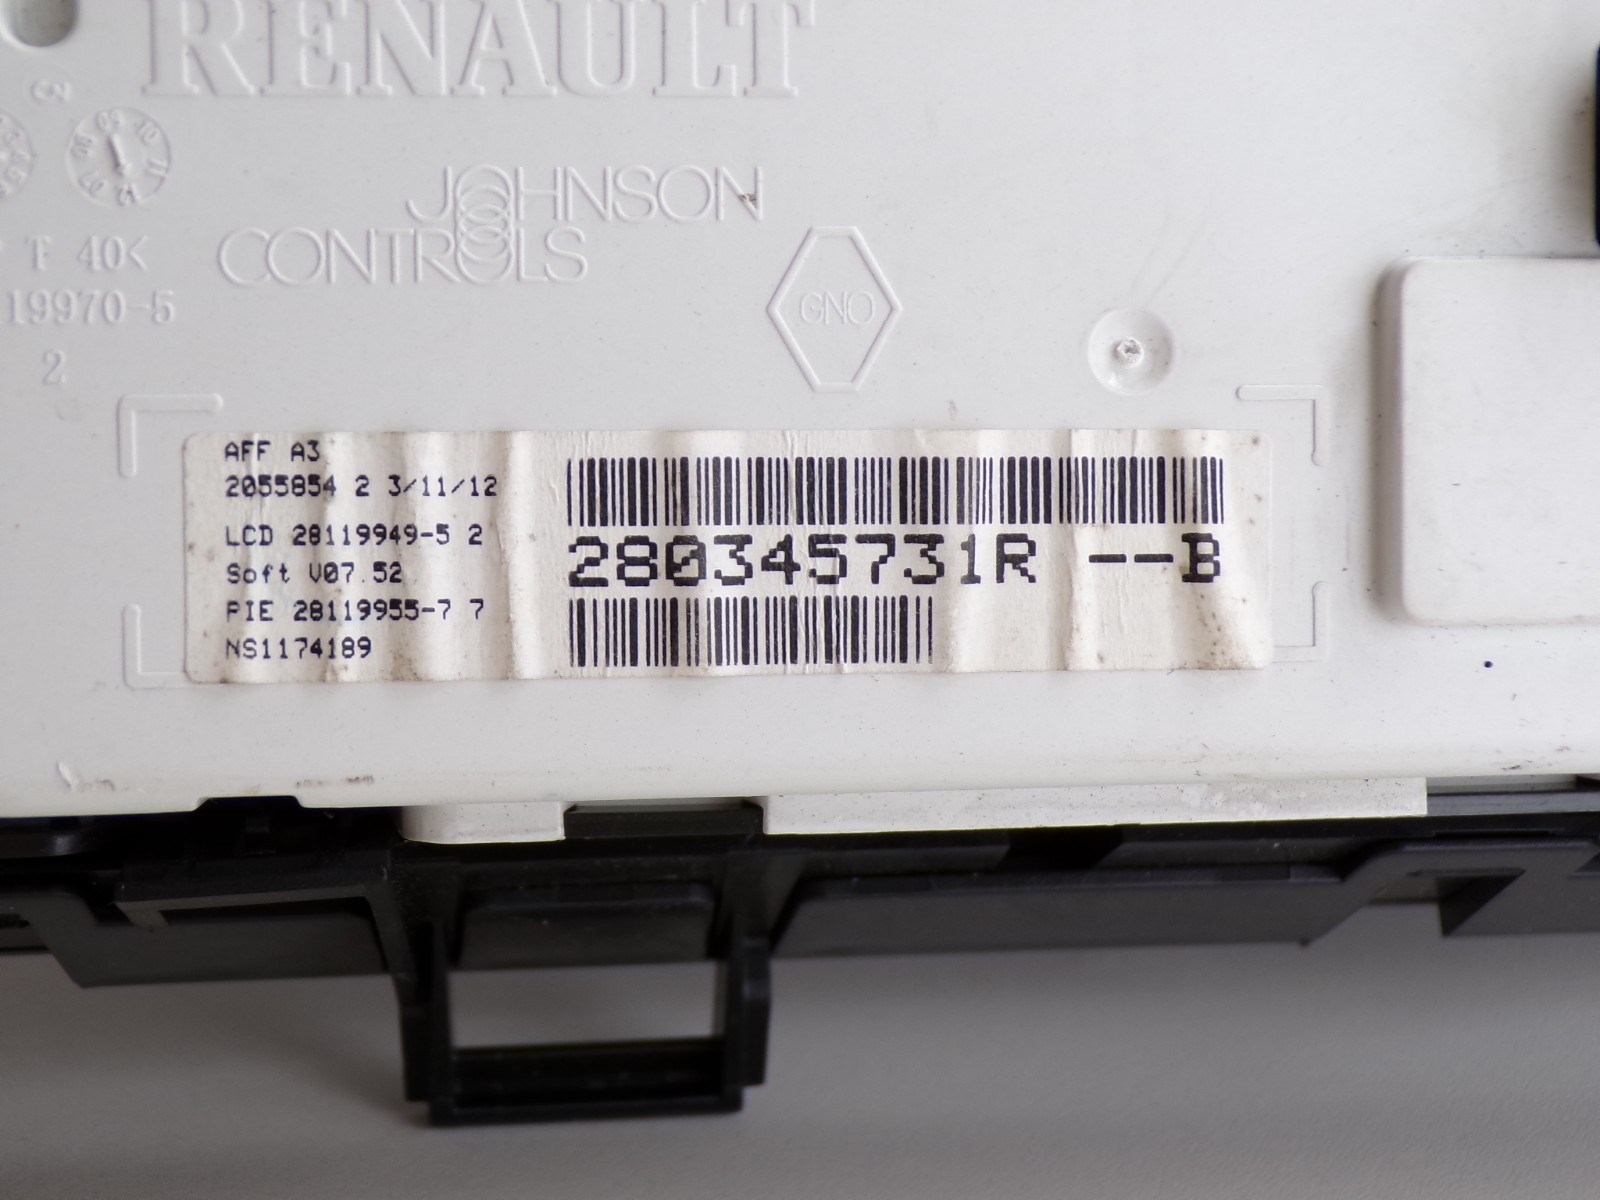 RENAULT
3
JOHNSON
CONTROLS
T 40<
19970-5
2
GNO
AFF A3
2055854 2 3/11/12
LCD 28119949-5 2
Soft V07.52
PIE 28119955-7 7
NS1174189
280345731R --B